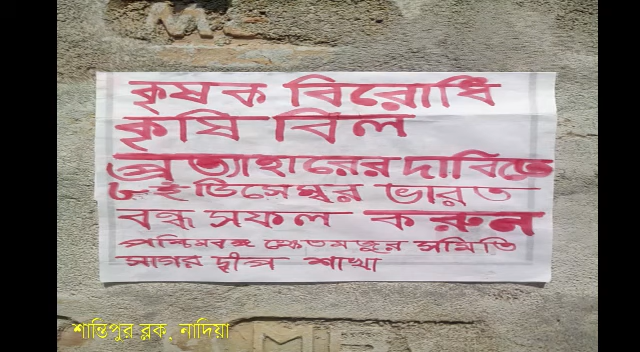 কৃষক বিরোধি
কৃষি বিল
প্রত্যাহারের দাবিতে
৮ই ডিসেম্বর ভারত
বন্ধ সফল করুন
পশ্চিমবঙ্গ ক্ষেতমজুর সমিতি
সাগর দ্বীপ শাখা
শান্তিপুর ব্লক, নাদিয়া